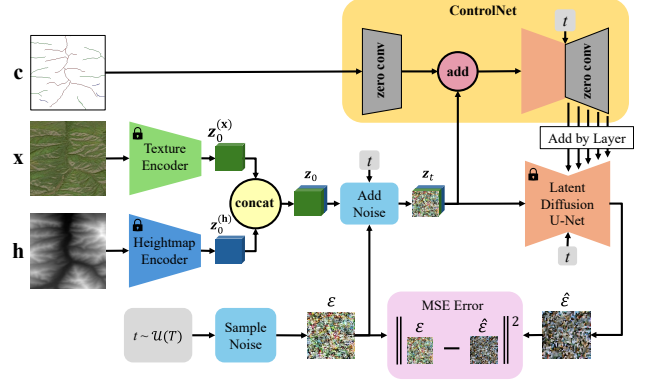 ControlNet
c
zero conv
add
t
zero conv
Add by Layer
x
Texture
Encoder
z₀⁽ˣ⁾
concat
z₀
t
Add
Noise
zₜ
Latent
Diffusion
U-Net
t
h
Heightmap
Encoder
z₀⁽ʰ⁾
t ~ 𝒰(T)
Sample
Noise
ε
MSE Error
‖ ε − ε̂ ‖²
ε̂